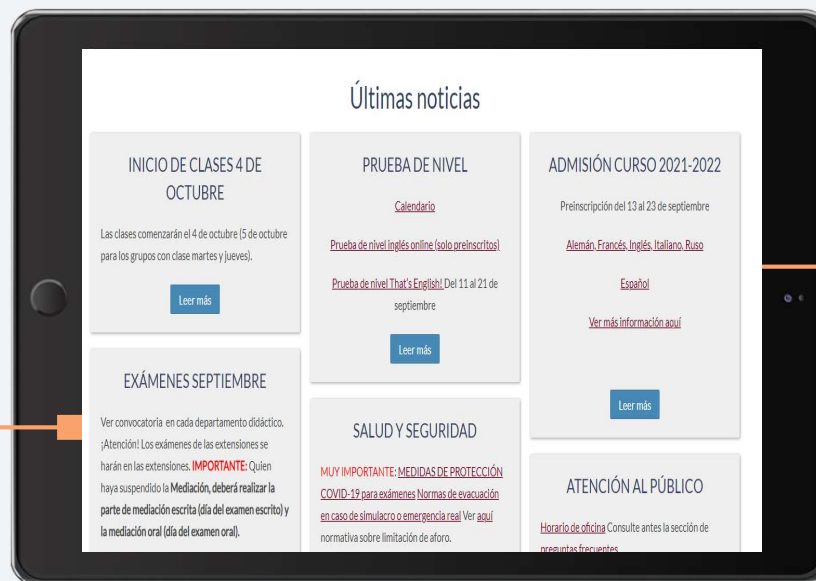 Últimas noticias
INICIO DE CLASES 4 DE
OCTUBRE
Las clases comenzarán el 4 de octubre (5 de octubre
para los grupos con clase martes y jueves).
Leer más
EXÁMENES SEPTIEMBRE
Ver convocatoria en cada departamento didáctico.
¡Atención! Los exámenes de las extensiones se
harán en las extensiones. IMPORTANTE: Quien
haya suspendido la Mediación, deberá realizar la
parte de mediación escrita (día del examen escrito) y
la mediación oral (día del examen oral).
PRUEBA DE NIVEL
Calendario
Prueba de nivel inglés online (solo preinscritos)
Prueba de nivel That's English! Del 11 al 21 de
septiembre
Leer más
SALUD Y SEGURIDAD
MUY IMPORTANTE: MEDIDAS DE PROTECCIÓN
COVID-19 para exámenes Normas de evacuación
en caso de simulacro o emergencia real Ver aquí
normativa sobre limitación de aforo.
ADMISIÓN CURSO 2021-2022
Preinscripción del 13 al 23 de septiembre
Alemán, Francés, Inglés, Italiano, Ruso
Español
Ver más información aquí
Leer más
ATENCIÓN AL PÚBLICO
Horario de oficina Consulte antes la sección de
preguntas frecuentes